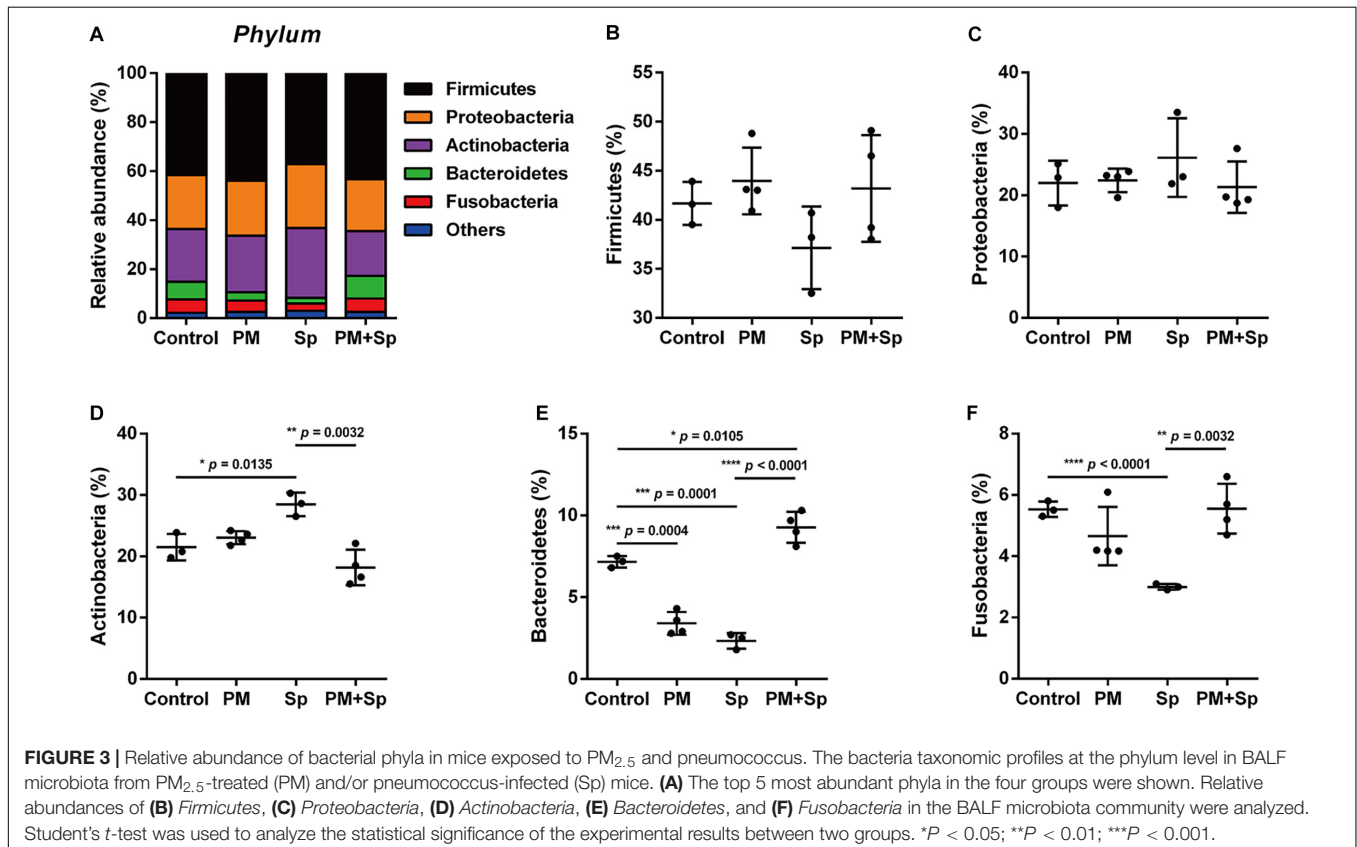 A
Phylum
Relative abundance (%)
100
80
60
40
20
0
Control PM Sp PM+Sp
Firmicutes
Proteobacteria
Actinobacteria
Bacteroidetes
Fusobacteria
Others
B
Firmicutes (%)
55
50
45
40
35
30
Control PM Sp PM+Sp
C
Proteobacteria (%)
40
30
20
10
0
Control PM Sp PM+Sp
D
Actinobacteria (%)
40
30
20
10
0
** p = 0.0032
* p = 0.0135
Control PM Sp PM+Sp
E
Bacteroidetes (%)
15
10
5
0
* p = 0.0105
**** p < 0.0001
*** p = 0.0001
*** p = 0.0004
Control PM Sp PM+Sp
F
Fusobacteria (%)
8
6
4
2
0
** p = 0.0032
**** p < 0.0001
Control PM Sp PM+Sp
FIGURE 3 | Relative abundance of bacterial phyla in mice exposed to PM2.5 and pneumococcus. The bacteria taxonomic profiles at the phylum level in BALF
microbiota from PM2.5-treated (PM) and/or pneumococcus-infected (Sp) mice. (A) The top 5 most abundant phyla in the four groups were shown. Relative
abundances of (B) Firmicutes, (C) Proteobacteria, (D) Actinobacteria, (E) Bacteroidetes, and (F) Fusobacteria in the BALF microbiota community were analyzed.
Student's t-test was used to analyze the statistical significance of the experimental results between two groups. *P < 0.05; **P < 0.01; ***P < 0.001.